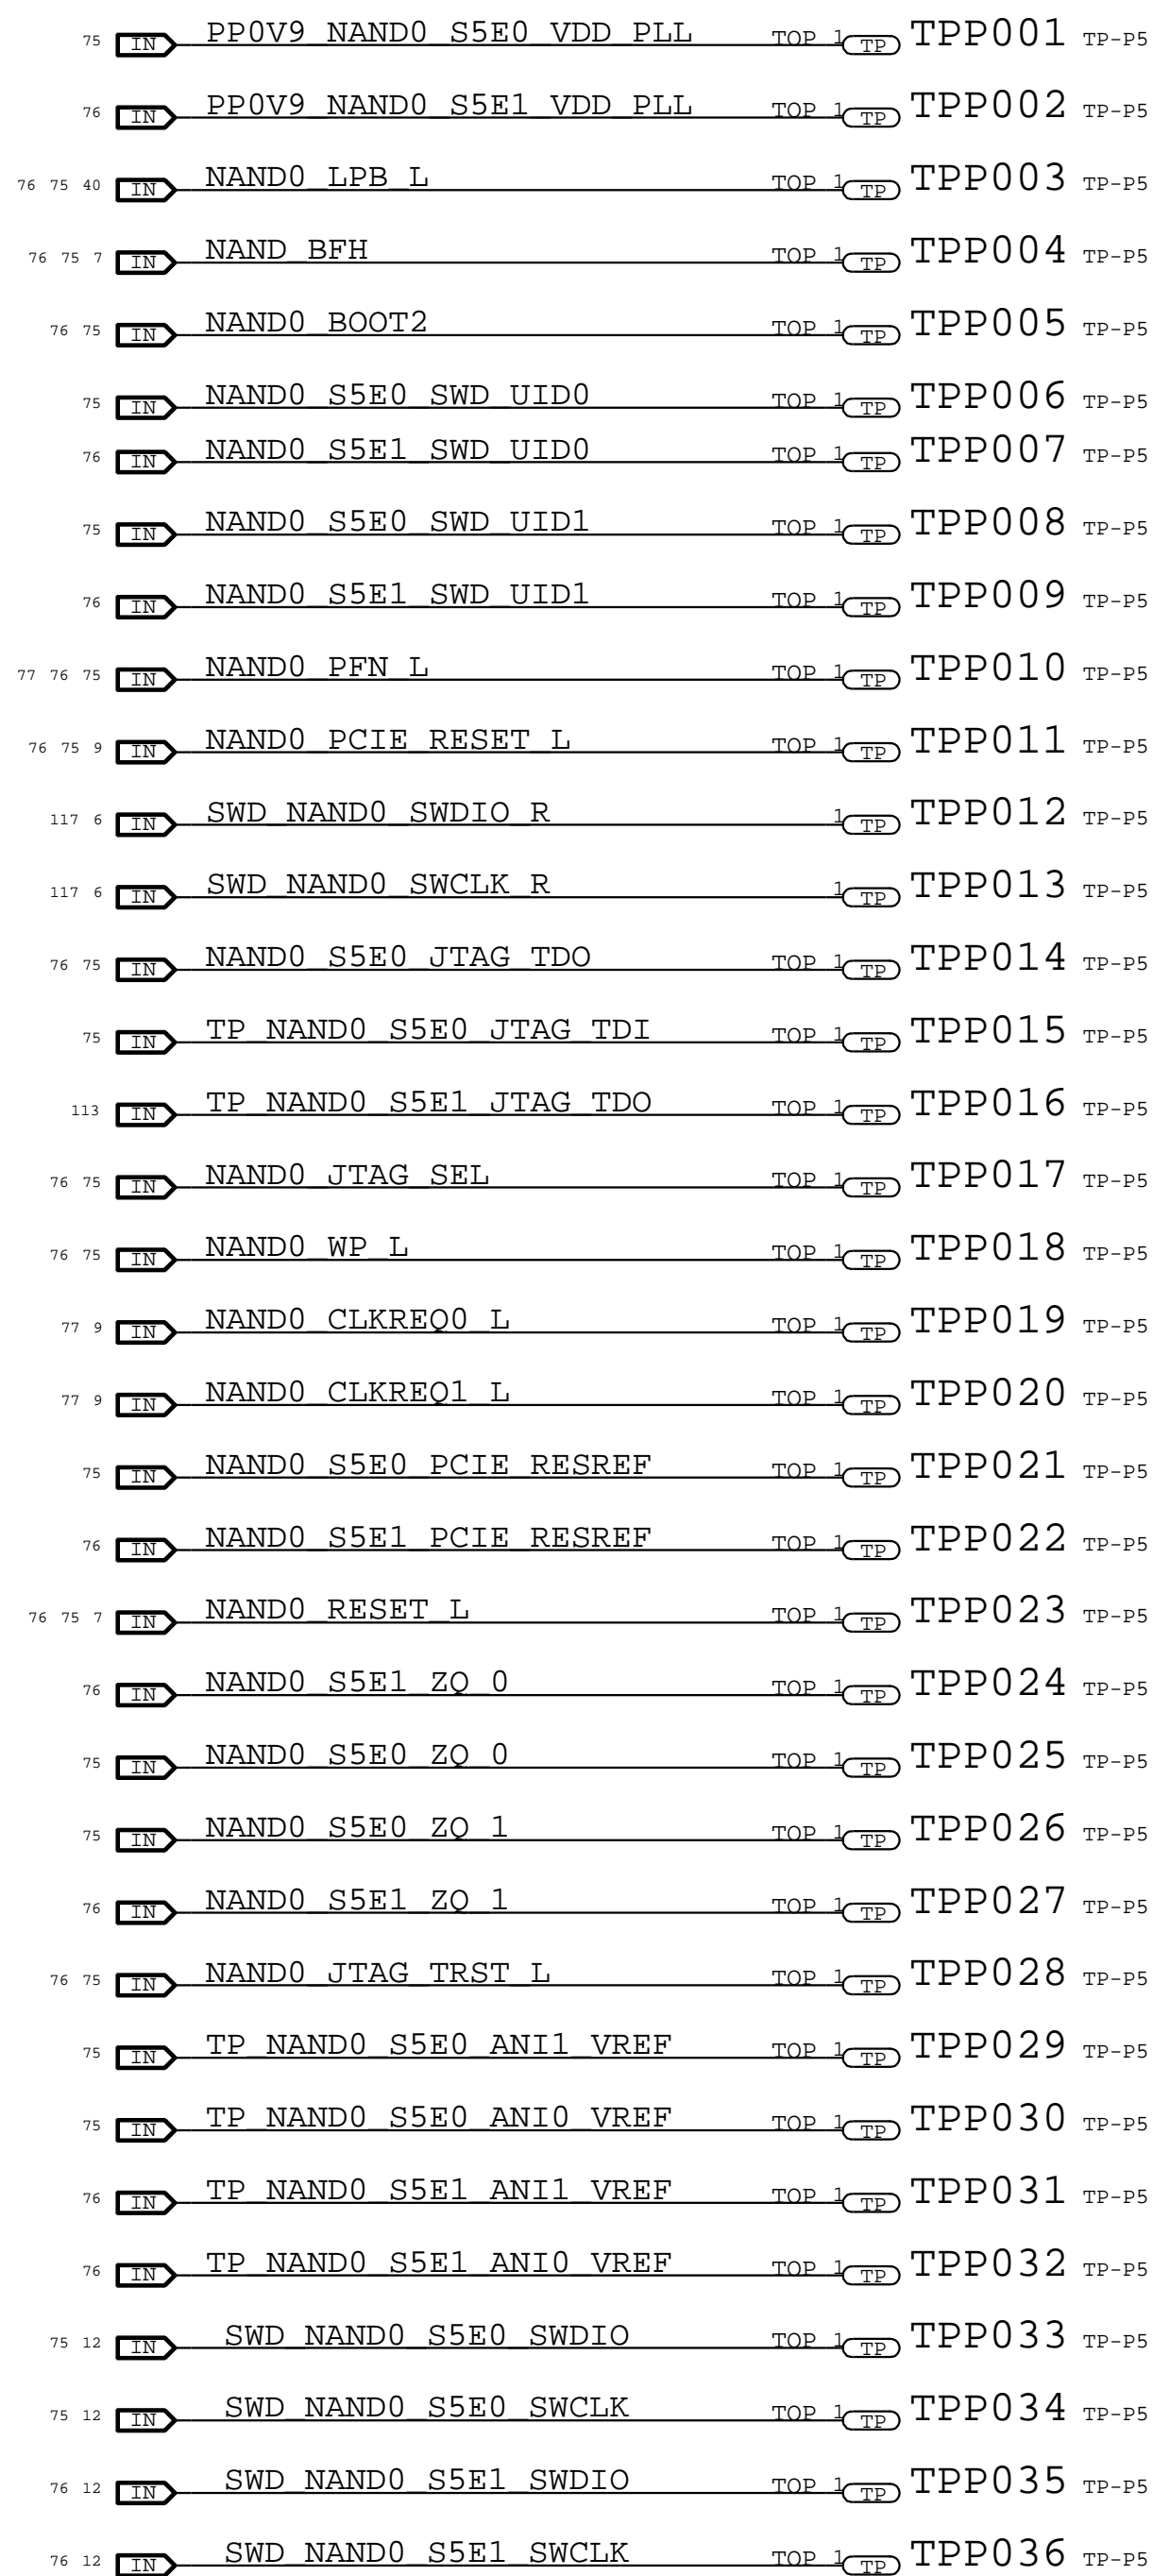 75 IN PP0V9_NAND0_S5E0_VDD_PLL TOP 1 TP TPP001 TP-P5
76 IN PP0V9_NAND0_S5E1_VDD_PLL TOP 1 TP TPP002 TP-P5
76 75 40 IN NAND0_LPB_L TOP 1 TP TPP003 TP-P5
76 75 7 IN NAND_BFH TOP 1 TP TPP004 TP-P5
76 75 IN NAND0_BOOT2 TOP 1 TP TPP005 TP-P5
75 IN NAND0_S5E0_SWD_UID0 TOP 1 TP TPP006 TP-P5
76 IN NAND0_S5E1_SWD_UID0 TOP 1 TP TPP007 TP-P5
75 IN NAND0_S5E0_SWD_UID1 TOP 1 TP TPP008 TP-P5
76 IN NAND0_S5E1_SWD_UID1 TOP 1 TP TPP009 TP-P5
77 76 75 IN NAND0_PFN_L TOP 1 TP TPP010 TP-P5
76 75 9 IN NAND0_PCIE_RESET_L TOP 1 TP TPP011 TP-P5
117 6 IN SWD_NAND0_SWDIO_R 1 TP TPP012 TP-P5
117 6 IN SWD_NAND0_SWCLK_R 1 TP TPP013 TP-P5
76 75 IN NAND0_S5E0_JTAG_TDO TOP 1 TP TPP014 TP-P5
75 IN TP_NAND0_S5E0_JTAG_TDI TOP 1 TP TPP015 TP-P5
113 IN TP_NAND0_S5E1_JTAG_TDO TOP 1 TP TPP016 TP-P5
76 75 IN NAND0_JTAG_SEL TOP 1 TP TPP017 TP-P5
76 75 IN NAND0_WP_L TOP 1 TP TPP018 TP-P5
77 9 IN NAND0_CLKREQ0_L TOP 1 TP TPP019 TP-P5
77 9 IN NAND0_CLKREQ1_L TOP 1 TP TPP020 TP-P5
75 IN NAND0_S5E0_PCIE_RESREF TOP 1 TP TPP021 TP-P5
76 IN NAND0_S5E1_PCIE_RESREF TOP 1 TP TPP022 TP-P5
76 75 7 IN NAND0_RESET_L TOP 1 TP TPP023 TP-P5
76 IN NAND0_S5E1_ZQ_0 TOP 1 TP TPP024 TP-P5
75 IN NAND0_S5E0_ZQ_0 TOP 1 TP TPP025 TP-P5
75 IN NAND0_S5E0_ZQ_1 TOP 1 TP TPP026 TP-P5
76 IN NAND0_S5E1_ZQ_1 TOP 1 TP TPP027 TP-P5
76 75 IN NAND0_JTAG_TRST_L TOP 1 TP TPP028 TP-P5
75 IN TP_NAND0_S5E0_ANI1_VREF TOP 1 TP TPP029 TP-P5
75 IN TP_NAND0_S5E0_ANI0_VREF TOP 1 TP TPP030 TP-P5
76 IN TP_NAND0_S5E1_ANI1_VREF TOP 1 TP TPP031 TP-P5
76 IN TP_NAND0_S5E1_ANI0_VREF TOP 1 TP TPP032 TP-P5
75 12 IN SWD_NAND0_S5E0_SWDIO TOP 1 TP TPP033 TP-P5
75 12 IN SWD_NAND0_S5E0_SWCLK TOP 1 TP TPP034 TP-P5
76 12 IN SWD_NAND0_S5E1_SWDIO TOP 1 TP TPP035 TP-P5
76 12 IN SWD_NAND0_S5E1_SWCLK TOP 1 TP TPP036 TP-P5